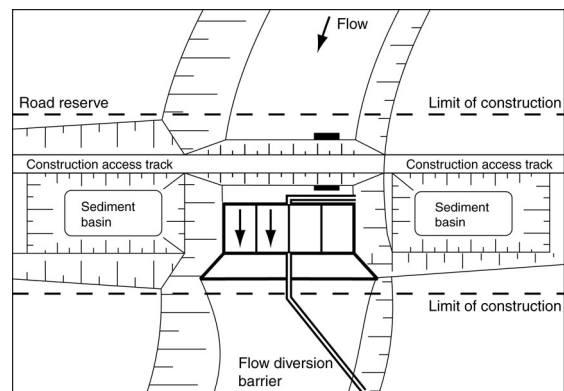 Flow
Road reserve
Limit of construction
Construction access track
Construction access track
Sediment
basin
Sediment
basin
Limit of construction
Flow diversion
barrier